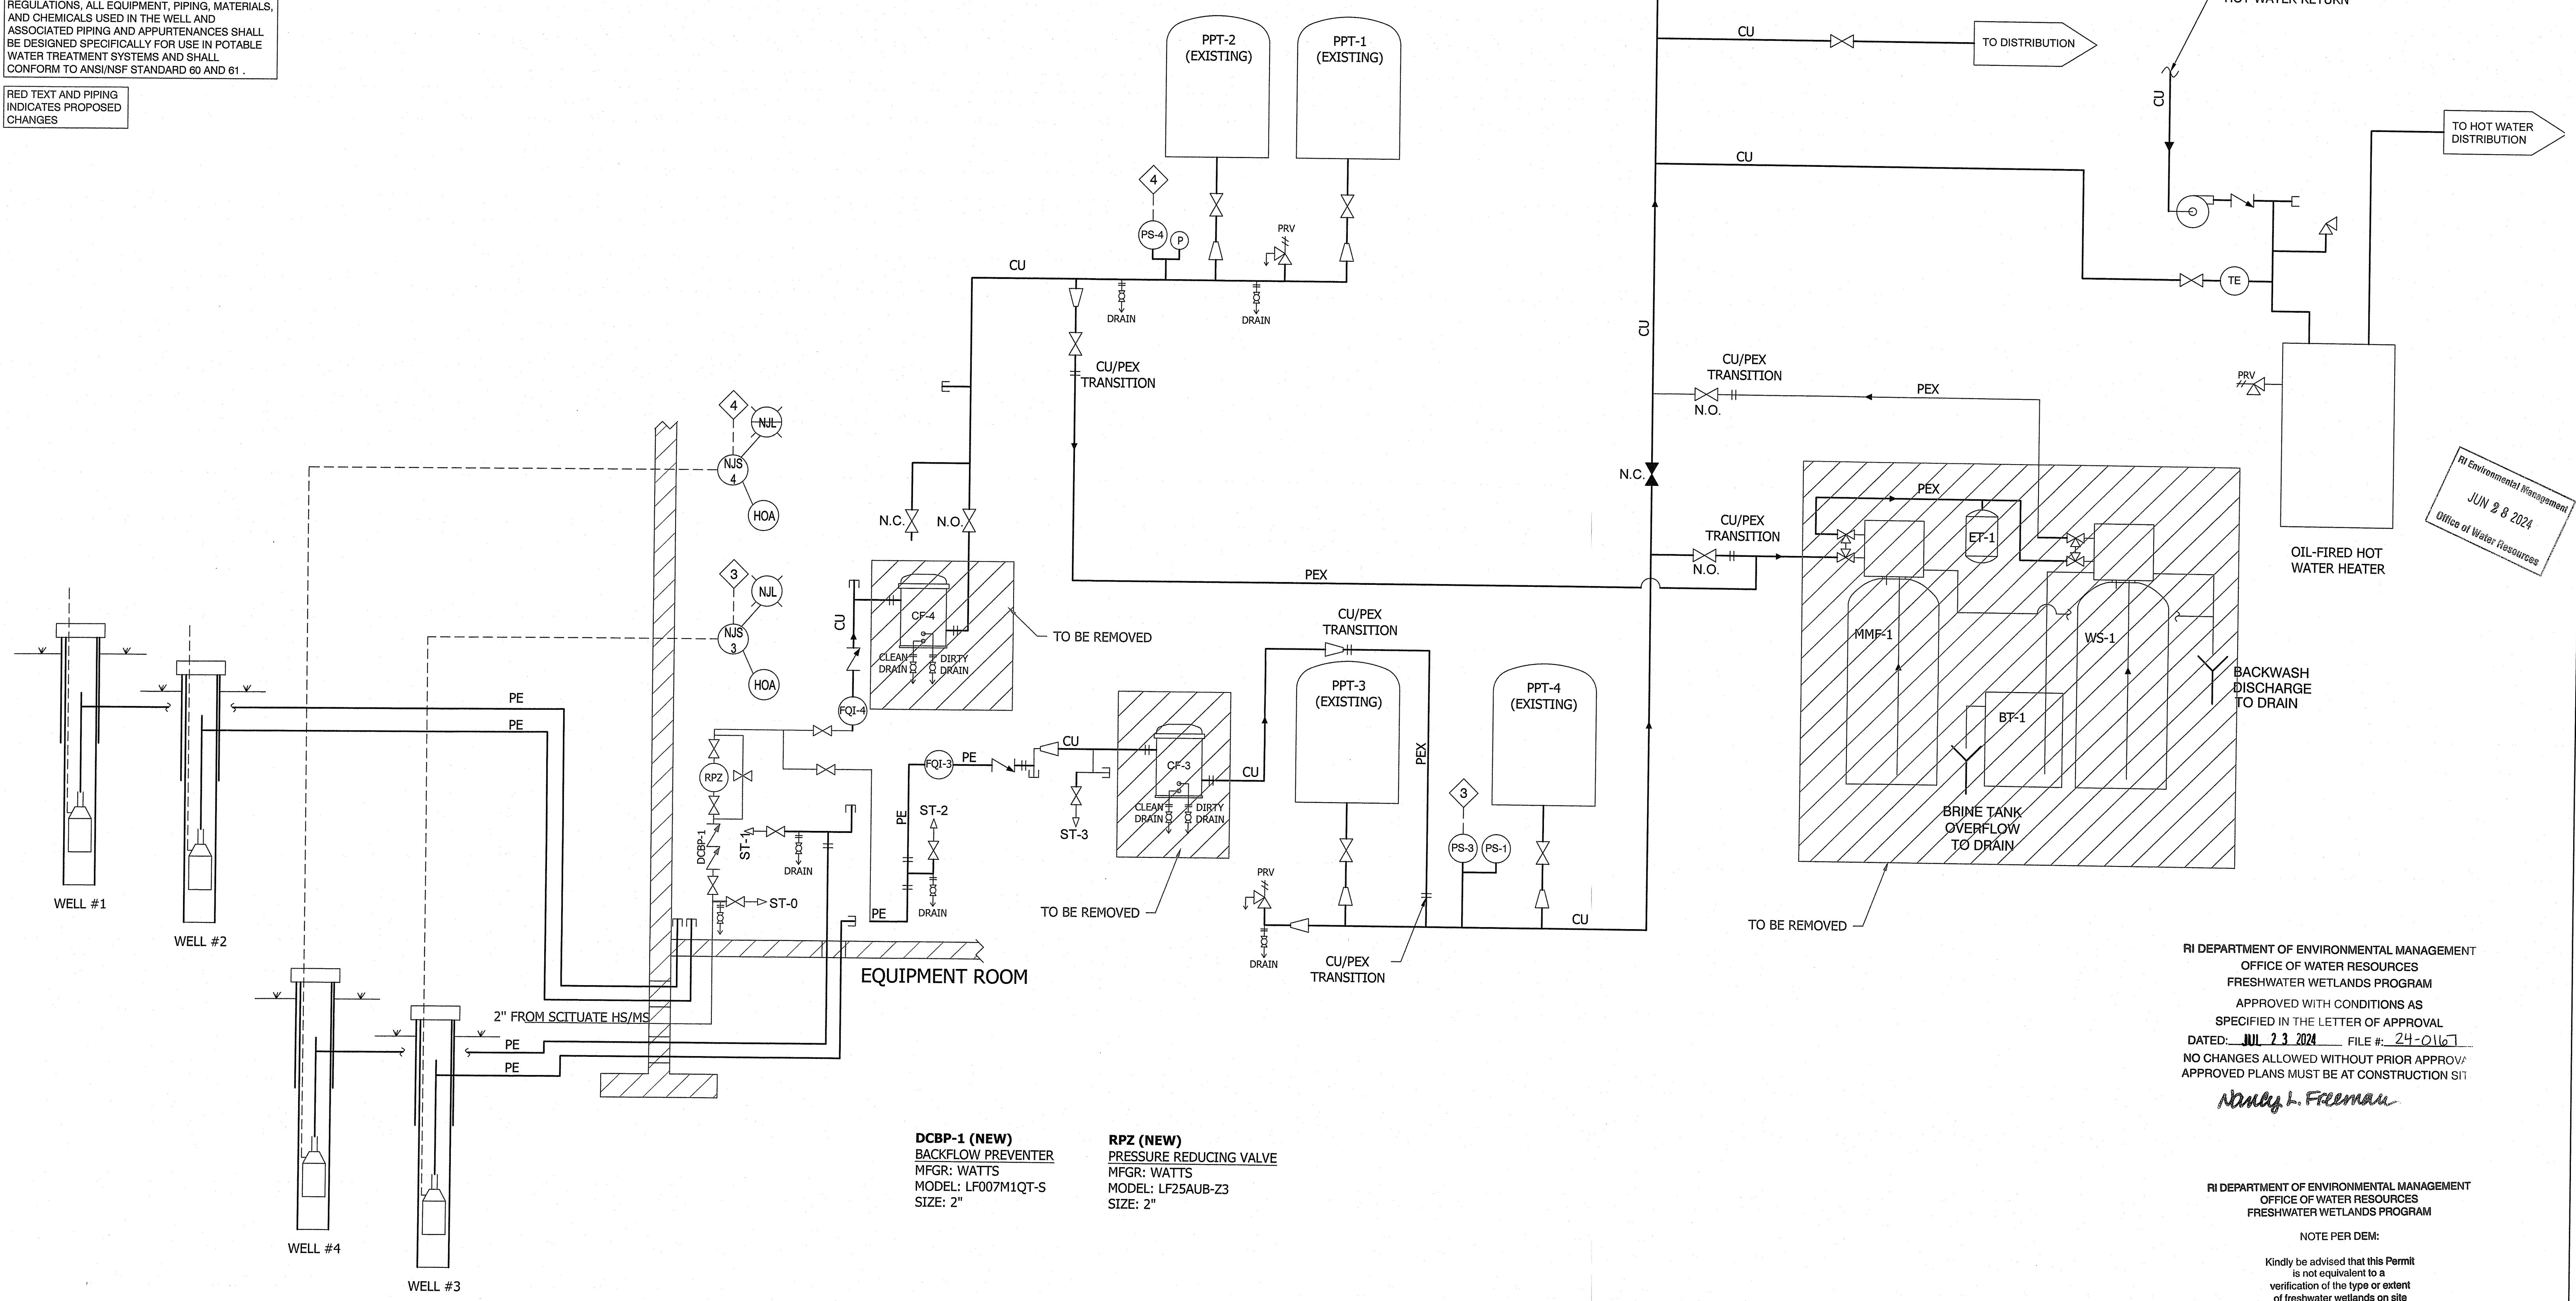 REGULATIONS, ALL EQUIPMENT, PIPING, MATERIALS,
AND CHEMICALS USED IN THE WELL AND
ASSOCIATED PIPING AND APPURTENANCES SHALL
BE DESIGNED SPECIFICALLY FOR USE IN POTABLE
WATER TREATMENT SYSTEMS AND SHALL
CONFORM TO ANSI/NSF STANDARD 60 AND 61 .
RED TEXT AND PIPING
INDICATES PROPOSED
CHANGES
PPT-2
(EXISTING)
PPT-1
(EXISTING)
4
PS-4
P
PRV
CU
DRAIN
DRAIN
CU/PEX
TRANSITION
CU
TO DISTRIBUTION
HOT WATER RETURN
CU
TO HOT WATER
DISTRIBUTION
CU
TE
CU
CU/PEX
TRANSITION
N.O.
PEX
PRV
OIL-FIRED HOT
WATER HEATER
RI Environmental Management
JUN 28 2024
Office of Water Resources
4
NJL
NJS
4
HOA
3
NJL
NJS
3
HOA
N.C.
N.O.
N.C.
CU/PEX
TRANSITION
N.O.
PEX
ET-1
PEX
CU
CF-4
CLEAN
DRAIN
DIRTY
DRAIN
TO BE REMOVED
CU/PEX
TRANSITION
MMF-1
WS-1
BT-1
BACKWASH
DISCHARGE
TO DRAIN
BRINE TANK
OVERFLOW
TO DRAIN
TO BE REMOVED
PE
PE
FQI-4
RPZ
DCBP-1
ST-1
DRAIN
ST-0
PE
PE
FQI-3
PE
ST-2
DRAIN
CU
ST-3
CF-3
CLEAN
DRAIN
DIRTY
DRAIN
CU
TO BE REMOVED
PPT-3
(EXISTING)
PPT-4
(EXISTING)
PEX
3
PS-3
PS-1
PRV
DRAIN
CU/PEX
TRANSITION
CU
WELL #1
WELL #2
EQUIPMENT ROOM
2" FROM SCITUATE HS/MS
PE
PE
WELL #4
WELL #3
DCBP-1 (NEW)
BACKFLOW PREVENTER
MFGR: WATTS
MODEL: LF007M1QT-S
SIZE: 2"
RPZ (NEW)
PRESSURE REDUCING VALVE
MFGR: WATTS
MODEL: LF25AUB-Z3
SIZE: 2"
RI DEPARTMENT OF ENVIRONMENTAL MANAGEMENT
OFFICE OF WATER RESOURCES
FRESHWATER WETLANDS PROGRAM
APPROVED WITH CONDITIONS AS
SPECIFIED IN THE LETTER OF APPROVAL
DATED: JUL 23 2024 FILE #: 24-0167
NO CHANGES ALLOWED WITHOUT PRIOR APPROVA
APPROVED PLANS MUST BE AT CONSTRUCTION SIT
Nancy L. Freeman
RI DEPARTMENT OF ENVIRONMENTAL MANAGEMENT
OFFICE OF WATER RESOURCES
FRESHWATER WETLANDS PROGRAM
NOTE PER DEM:
Kindly be advised that this Permit
is not equivalent to a
verification of the type or extent
of freshwater wetlands on site